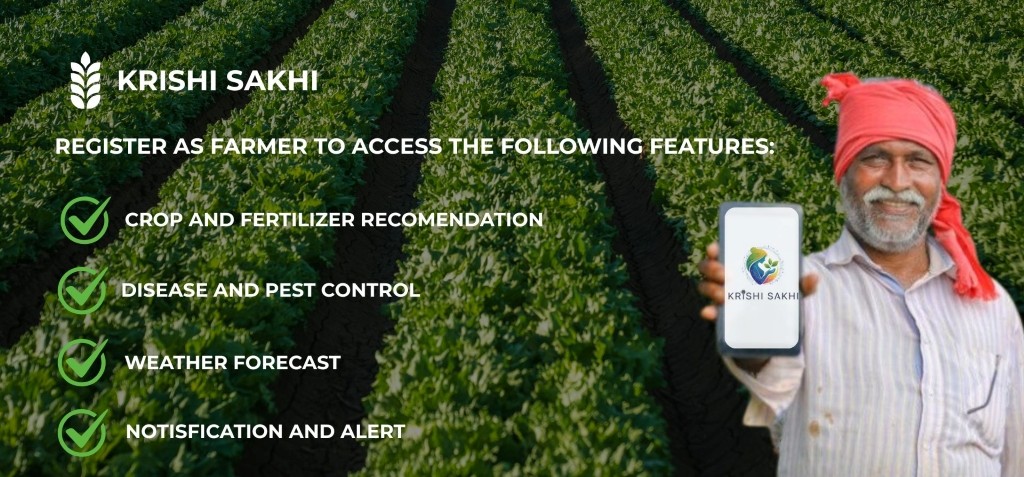 KRISHI SAKHI
REGISTER AS FARMER TO ACCESS THE FOLLOWING FEATURES:
CROP AND FERTILIZER RECOMENDATION
DISEASE AND PEST CONTROL
WEATHER FORECAST
NOTISFICATION AND ALERT
KRISHI SAKHI